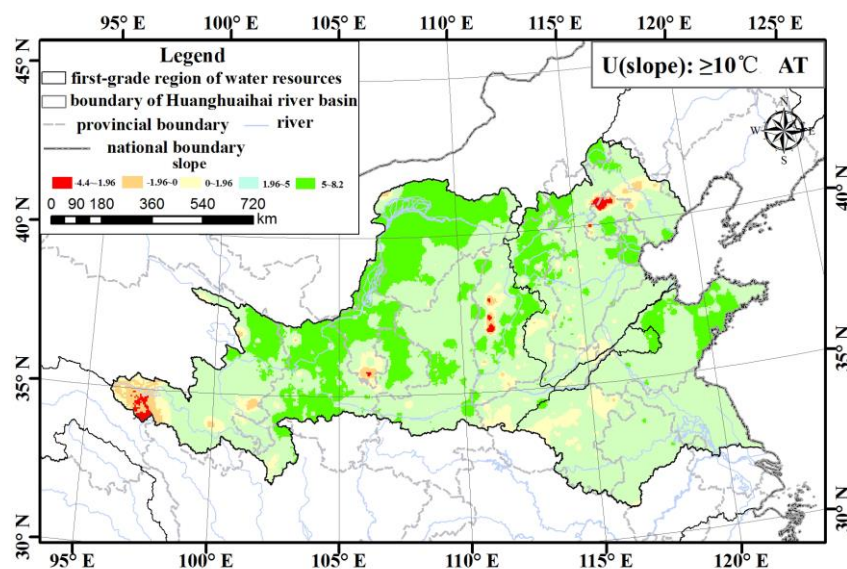 95° E 100° E 105° E 110° E 115° E 120° E 125° E
45° N
40° N
35° N
30° N
Legend
first-grade region of water resources
boundary of Huanghuaihai river basin
provincial boundary river
national boundary
slope
-4.4~-1.96 -1.96~0 0~1.96 1.96~5 5~8.2
0 90 180 360 540 720
km
U(slope): ≥10℃ AT
N
W E
S
40° N
35° N
30° N
95° E 100° E 105° E 110° E 115° E 120° E